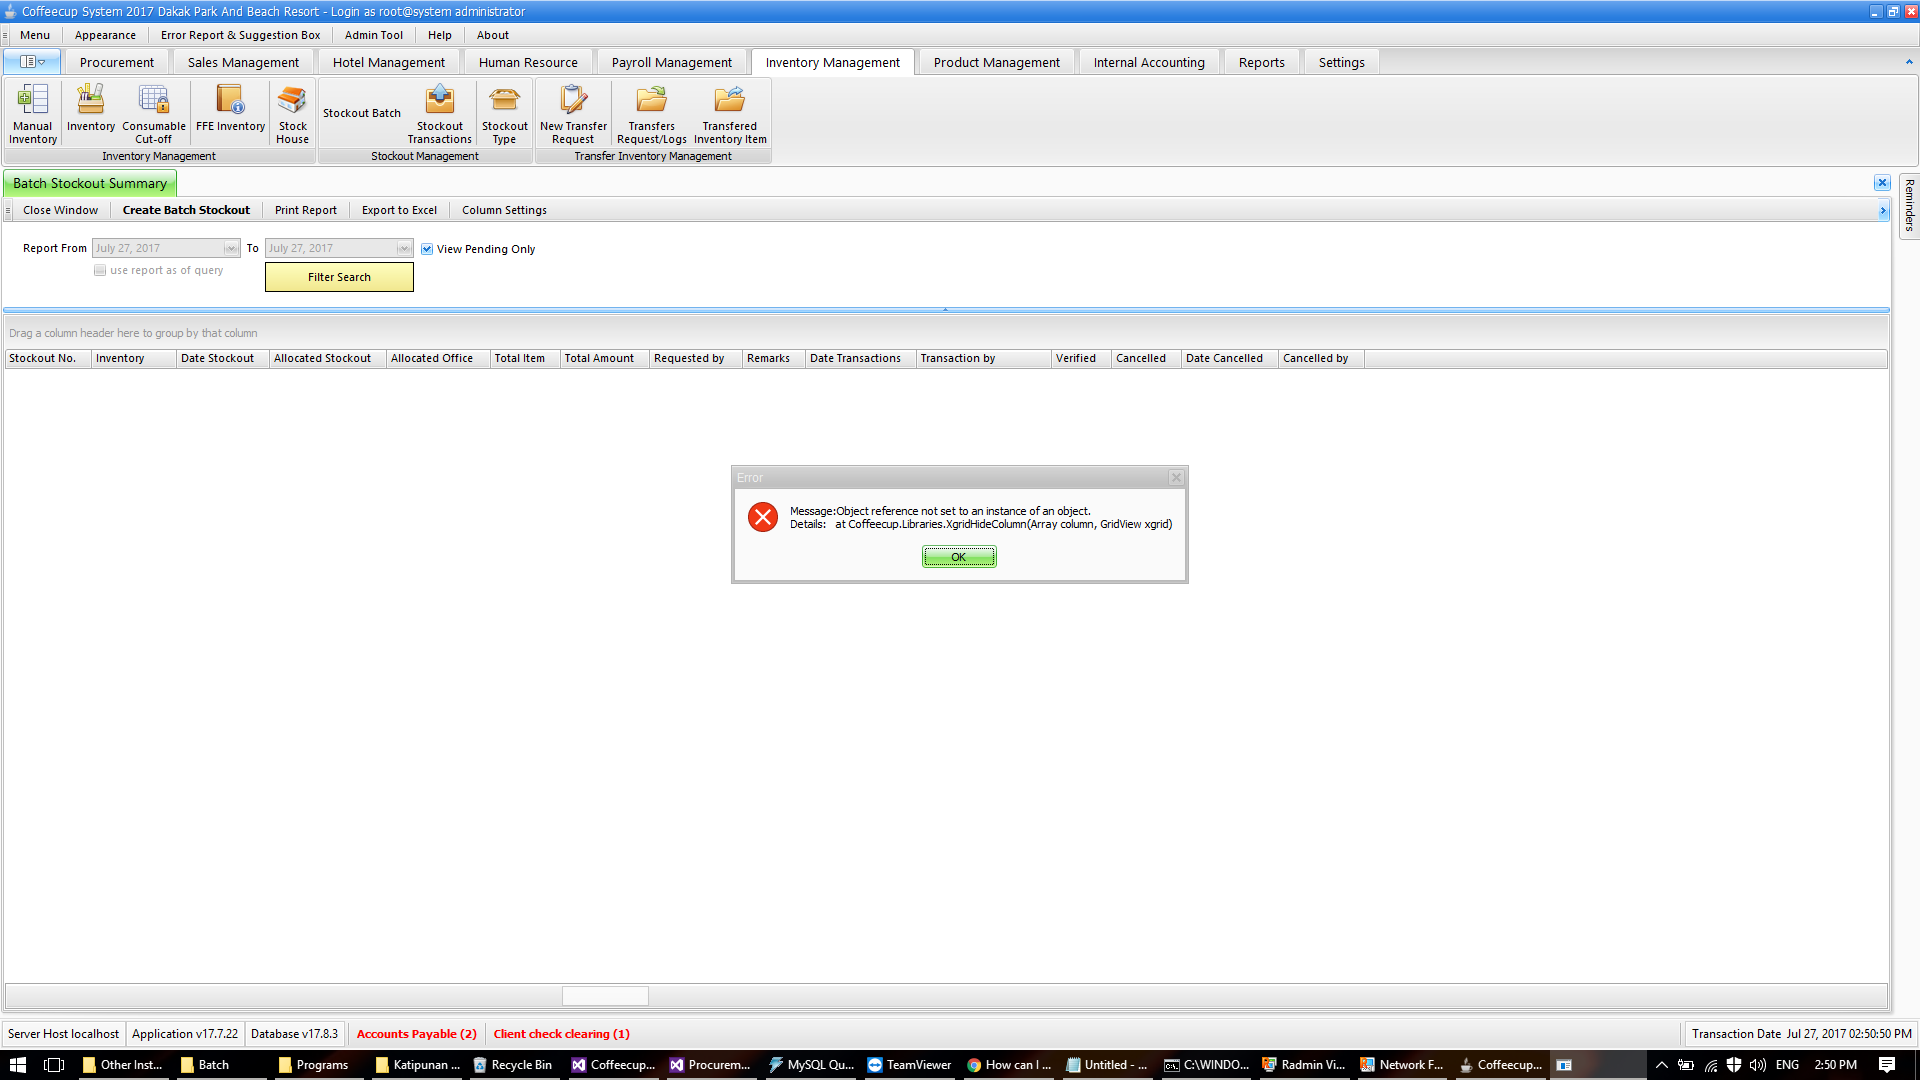 Coffeecup System 2017 Dakak Park And Beach Resort - Login as root@system administrator
Menu Appearance Error Report & Suggestion Box Admin Tool Help About
Procurement Sales Management Hotel Management Human Resource Payroll Management Inventory Management Product Management Internal Accounting Reports Settings
Manual Inventory
Inventory
Consumable Cut-off
FFE Inventory
Stock House
Stockout Batch
Stockout Transactions
Stockout Type
New Transfer Request
Transfers Request/Logs
Transfered Inventory Item
Inventory Management Stockout Management Transfer Inventory Management
Batch Stockout Summary
Reminders
Close Window Create Batch Stockout Print Report Export to Excel Column Settings
Report From July 27, 2017 To July 27, 2017 View Pending Only
use report as of query
Filter Search
Drag a column header here to group by that column
Stockout No. Inventory Date Stockout Allocated Stockout Allocated Office Total Item Total Amount Requested by Remarks Date Transactions Transaction by Verified Cancelled Date Cancelled Cancelled by
Error
Message:Object reference not set to an instance of an object.
Details: at Coffeecup.Libraries.XgridHideColumn(Array column, GridView xgrid)
OK
Server Host localhost Application v17.7.22 Database v17.8.3 Accounts Payable (2) Client check clearing (1) Transaction Date Jul 27, 2017 02:50:50 PM
Other Inst... Batch Programs Katipunan ... Recycle Bin Coffeecup... Procurem... MySQL Qu... TeamViewer How can I ... Untitled - ... C:\WINDO... Radmin Vi... Network F... Coffeecup... ENG 2:50 PM